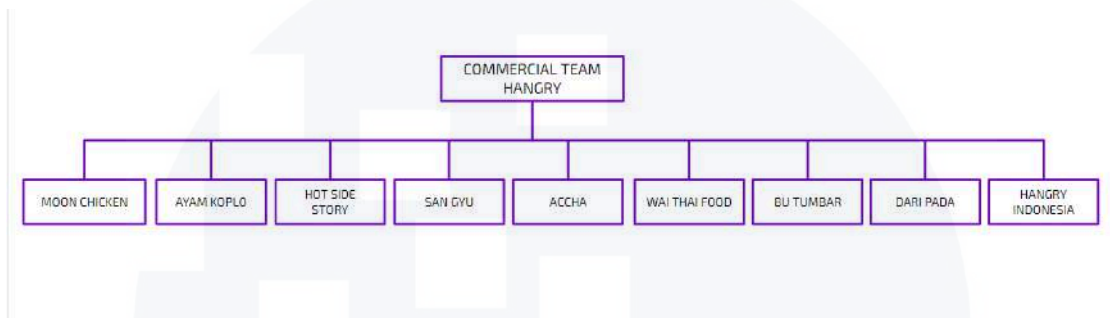 COMMERCIAL TEAM
HANGRY
MOON CHICKEN
AYAM KOPLO
HOT SIDE
STORY
SAN GYU
ACCHA
WAI THAI FOOD
BU TUMBAR
DARI PADA
HANGRY
INDONESIA